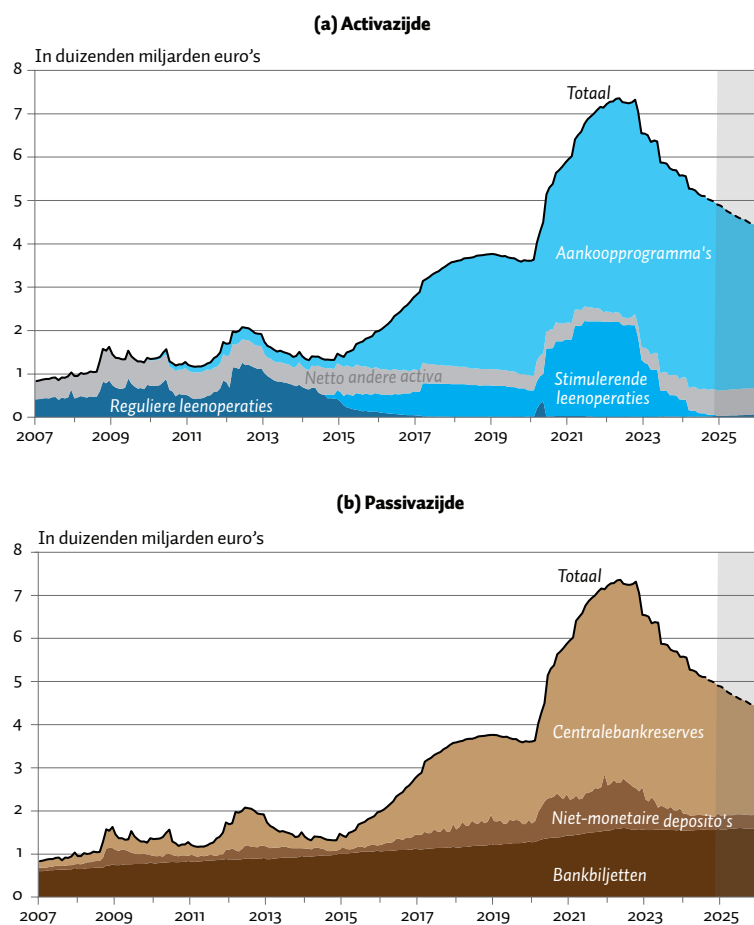 (a) Activazijde
In duizenden miljarden euro's
8
Totaal
7
6
5
Aankoopprogramma's
4
3
2
1
Netto andere activa
Stimulerende
leenoperaties
Reguliere leenoperaties
0
2007 2009 2011 2013 2015 2017 2019 2021 2023 2025
(b) Passivazijde
In duizenden miljarden euro's
8
Totaal
7
6
5
4
Centralebankreserves
3
2
Niet-monetaire deposito's
1
Bankbiljetten
0
2007 2009 2011 2013 2015 2017 2019 2021 2023 2025